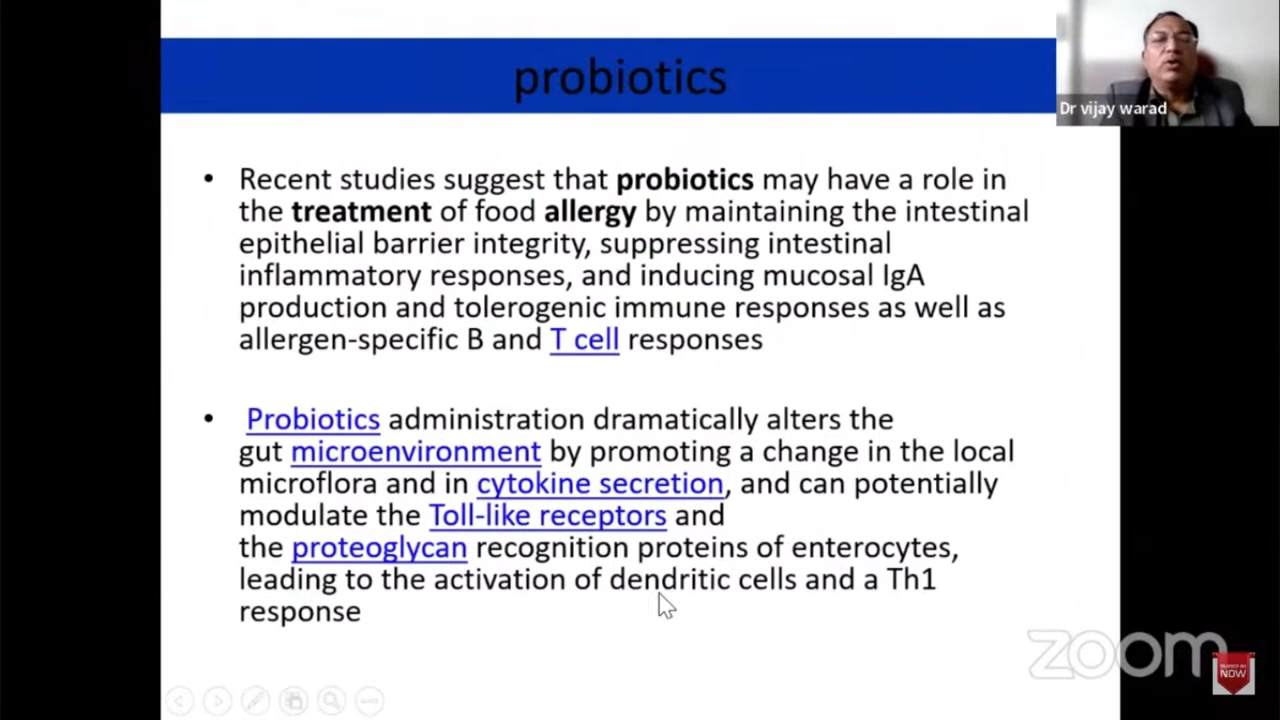 probiotics
Dr vijay warad
• Recent studies suggest that probiotics may have a role in
the treatment of food allergy by maintaining the intestinal
epithelial barrier integrity, suppressing intestinal
inflammatory responses, and inducing mucosal IgA
production and tolerogenic immune responses as well as
allergen-specific B and T cell responses
• Probiotics administration dramatically alters the
gut microenvironment by promoting a change in the local
microflora and in cytokine secretion, and can potentially
modulate the Toll-like receptors and
the proteoglycan recognition proteins of enterocytes,
leading to the activation of dendritic cells and a Th1
response
zoom
NOW